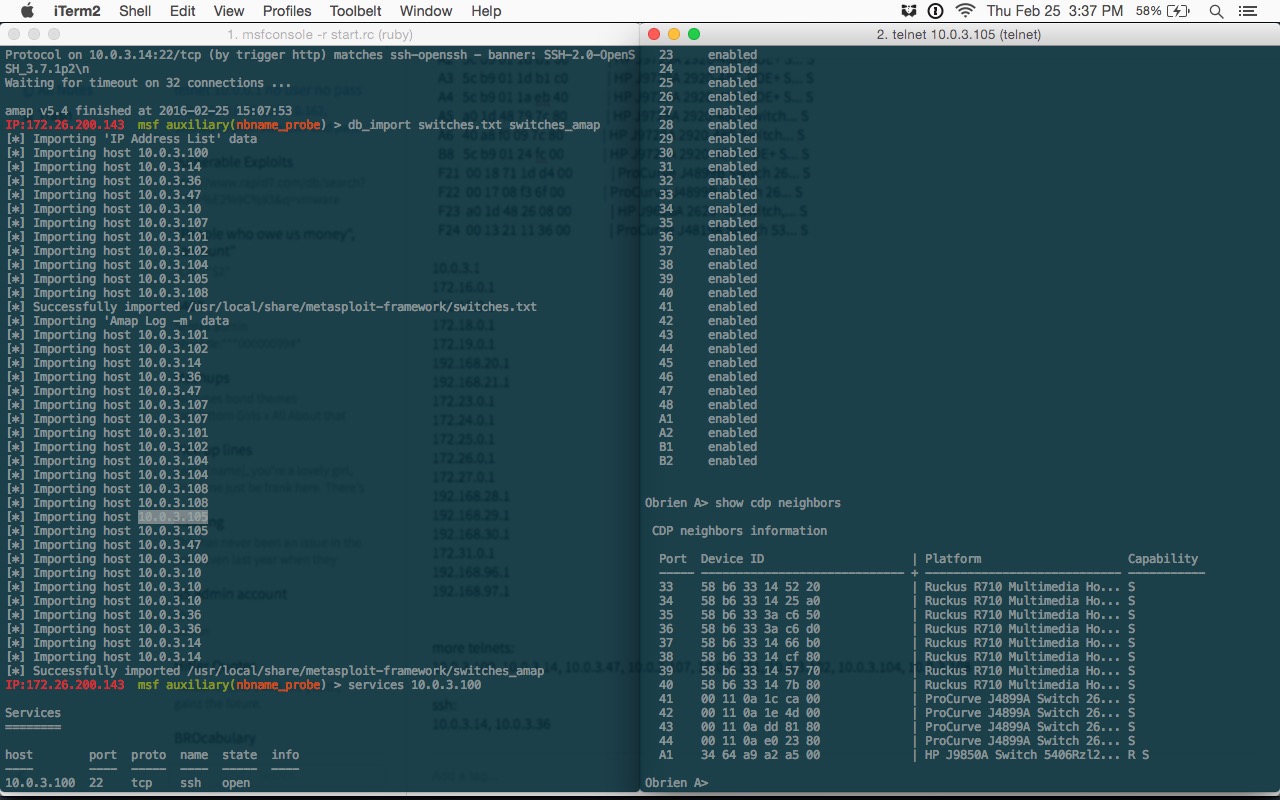 iTerm2 Shell Edit View Profiles Toolbelt Window Help Thu Feb 25 3:37 PM 58%
1. msfconsole -r start.rc (ruby)
Protocol on 10.0.3.14:22/tcp (by trigger http) matches ssh-openssh - banner: SSH-2.0-OpenS
SH_3.7.1p2\n
Waiting for timeout on 32 connections ...
amap v5.4 finished at 2016-02-25 15:07:53
IP:172.26.200.143 msf auxiliary(nbname_probe) > db_import switches.txt switches_amap
[*] Importing 'IP Address List' data
[*] Importing host 10.0.3.100
[*] Importing host 10.0.3.14
[*] Importing host 10.0.3.36
[*] Importing host 10.0.3.47
[*] Importing host 10.0.3.10
[*] Importing host 10.0.3.107
[*] Importing host 10.0.3.101
[*] Importing host 10.0.3.102
[*] Importing host 10.0.3.104
[*] Importing host 10.0.3.105
[*] Importing host 10.0.3.108
[*] Successfully imported /usr/local/share/metasploit-framework/switches.txt
[*] Importing 'Amap Log -m' data
[*] Importing host 10.0.3.101
[*] Importing host 10.0.3.102
[*] Importing host 10.0.3.14
[*] Importing host 10.0.3.36
[*] Importing host 10.0.3.47
[*] Importing host 10.0.3.107
[*] Importing host 10.0.3.107
[*] Importing host 10.0.3.101
[*] Importing host 10.0.3.102
[*] Importing host 10.0.3.104
[*] Importing host 10.0.3.104
[*] Importing host 10.0.3.108
[*] Importing host 10.0.3.108
[*] Importing host 10.0.3.105
[*] Importing host 10.0.3.105
[*] Importing host 10.0.3.47
[*] Importing host 10.0.3.100
[*] Importing host 10.0.3.10
[*] Importing host 10.0.3.10
[*] Importing host 10.0.3.10
[*] Importing host 10.0.3.36
[*] Importing host 10.0.3.36
[*] Importing host 10.0.3.14
[*] Importing host 10.0.3.14
[*] Successfully imported /usr/local/share/metasploit-framework/switches_amap
IP:172.26.200.143 msf auxiliary(nbname_probe) > services 10.0.3.100
Services
========
host port proto name state info
---- ---- ----- ---- ----- ----
10.0.3.100 22 tcp ssh open
2. telnet 10.0.3.105 (telnet)
23 enabled
24 enabled
25 enabled
26 enabled
27 enabled
28 enabled
29 enabled
30 enabled
31 enabled
32 enabled
33 enabled
34 enabled
35 enabled
36 enabled
37 enabled
38 enabled
39 enabled
40 enabled
41 enabled
42 enabled
43 enabled
44 enabled
45 enabled
46 enabled
47 enabled
48 enabled
A1 enabled
A2 enabled
B1 enabled
B2 enabled
Obrien A> show cdp neighbors
CDP neighbors information
Port Device ID | Platform Capability
---- ----------------------------- + ---------------------------- -----------
33 58 b6 33 14 52 20 | Ruckus R710 Multimedia Ho... S
34 58 b6 33 14 25 a0 | Ruckus R710 Multimedia Ho... S
35 58 b6 33 3a c6 50 | Ruckus R710 Multimedia Ho... S
36 58 b6 33 3a c6 d0 | Ruckus R710 Multimedia Ho... S
37 58 b6 33 14 66 b0 | Ruckus R710 Multimedia Ho... S
38 58 b6 33 14 cf 80 | Ruckus R710 Multimedia Ho... S
39 58 b6 33 14 57 70 | Ruckus R710 Multimedia Ho... S
40 58 b6 33 14 7b 80 | Ruckus R710 Multimedia Ho... S
41 00 11 0a 1c ca 00 | ProCurve J4899A Switch 26... S
42 00 11 0a 1e 4d 00 | ProCurve J4899A Switch 26... S
43 00 11 0a dd 81 80 | ProCurve J4899A Switch 26... S
44 00 11 0a e0 23 80 | ProCurve J4899A Switch 26... S
A1 34 64 a9 a2 a5 00 | HP J9850A Switch 5406Rzl2... R S
Obrien A>